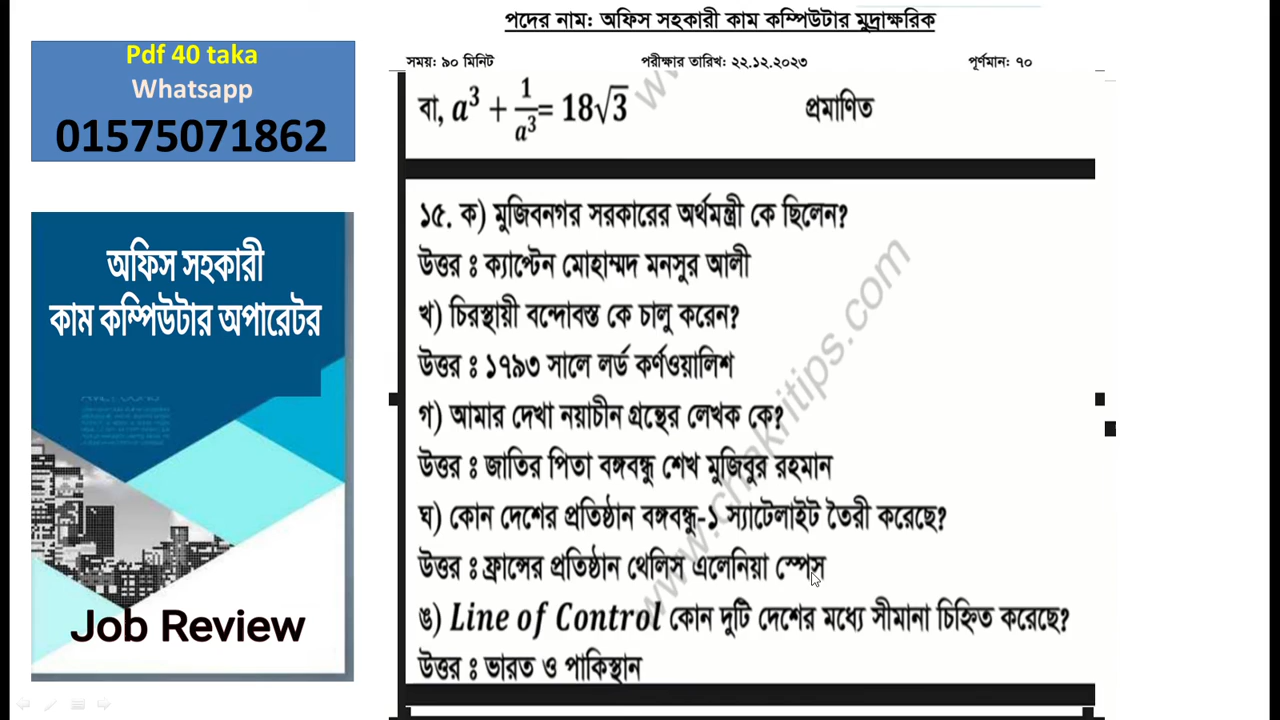 পদের নাম: অফিস সহকারী কাম কম্পিউটার মুদ্রাক্ষরিক
সময়: ৯০ মিনিট পরীক্ষার তারিখ: ২২.১২.২০২৩ পূর্ণমান: ৭০
Pdf 40 taka
Whatsapp
01575071862
অফিস সহকারী
কাম কম্পিউটার অপারেটর
Job Review
বা, a³ + 1/a³ = 18√3 প্রমাণিত
১৫. ক) মুজিবনগর সরকারের অর্থমন্ত্রী কে ছিলেন?
উত্তর ঃ ক্যাপ্টেন মোহাম্মদ মনসুর আলী
খ) চিরস্থায়ী বন্দোবস্ত কে চালু করেন?
উত্তর ঃ ১৭৯৩ সালে লর্ড কর্ণওয়ালিশ
গ) আমার দেখা নয়াচীন গ্রন্থের লেখক কে?
উত্তর ঃ জাতির পিতা বঙ্গবন্ধু শেখ মুজিবুর রহমান
ঘ) কোন দেশের প্রতিষ্ঠান বঙ্গবন্ধু-১ স্যাটেলাইট তৈরী করেছে?
উত্তর ঃ ফ্রান্সের প্রতিষ্ঠান থেলিস এলেনিয়া স্পেস
ঙ) Line of Control কোন দুটি দেশের মধ্যে সীমানা চিহ্নিত করেছে?
উত্তর ঃ ভারত ও পাকিস্থান